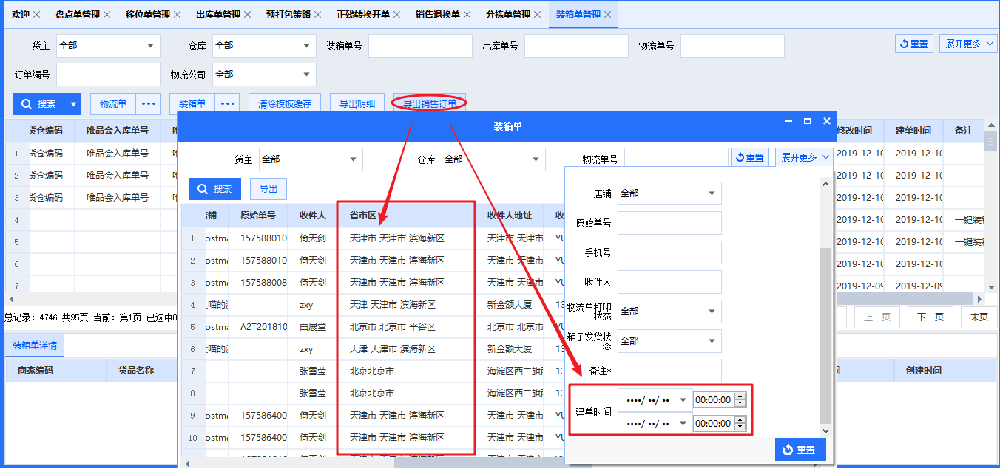 欢迎 盘点单管理 移位单管理 出库单管理 预打包策略 正残转换开单 销售退换单 分拣单管理 装箱单管理
货主 全部 仓库 全部 装箱单号 出库单号 物流单号 重置 展开更多
订单编号 物流公司 全部
搜索 物流单 ••• 装箱单 ••• 清除模板缓存 导出明细 导出销售订单
装箱单
货仓编码 唯品会入库单号 修改时间 建单时间 备注
1 货仓编码 唯品会入库单号 2019-12-10 2019-12-10
2 货仓编码 唯品会入库单号 2019-12-10 2019-12-10
3 货仓编码 唯品会入库单号 2019-12-10 2019-12-10
4 2019-12-10 2019-12-10 一键装
5 2019-12-10 2019-12-10 一键装
6 2019-12-10 2019-12-10
7 2019-12-09 2019-12-09
总记录：4746 共95页 当前：第1页 已选中0
上一页 下一页 末页
装箱单详情
商家编码 货品名称 创建时间
货主 全部 仓库 全部 物流单号 重置 展开更多
搜索 导出
铺 原始单号 收件人 省市区 收件人地址 收
1 ostm 157588010 倚天剑 天津市 天津市 滨海新区 天津市 天津市 YU
2 ostm 157588010 倚天剑 天津市 天津市 滨海新区 天津市 天津市 YU
3 ostm 157588008 倚天剑 天津市 天津市 滨海新区 天津市 天津市 YU
4 喵的 zxy 天津 天津市 滨海新区 新金额大厦 13
5 ostm A2T201810 白展堂 北京市 北京市 平谷区 北京市 北京市 YU
6 喵的 zxy 天津 天津市 滨海新区 新金额大厦 13
7 张雪莹 北京北京市 海淀区西二旗 13
8 张雪莹 北京北京市 海淀区西二旗 13
9 ostm 157586400 倚天剑 天津市 天津市 滨海新区 天津市 天津市 YU
10 ostm 157586400 倚天剑 天津市 天津市 滨海新区 天津市 天津市 YU
店铺 全部
原始单号
手机号
收件人
物流单打印状态 全部
箱子发货状态 全部
备注*
建单时间 ••••/ ••/ •• 00:00:00
••••/ ••/ •• 00:00:00
重置